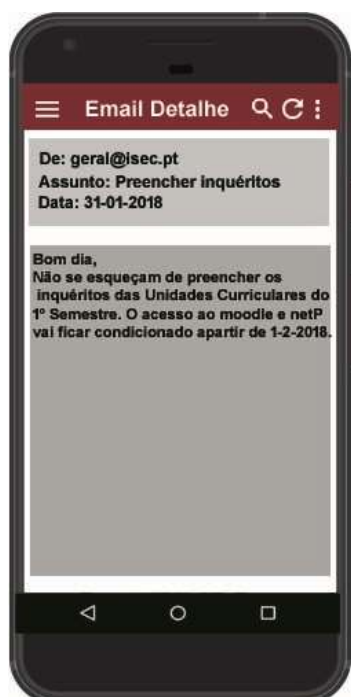 Email Detalhe
De: geral@isec.pt
Assunto: Preencher inquéritos
Data: 31-01-2018
Bom dia,
Não se esqueçam de preencher os
inquéritos das Unidades Curriculares do
1º Semestre. O acesso ao moodle e netP
vai ficar condicionado apartir de 1-2-2018.